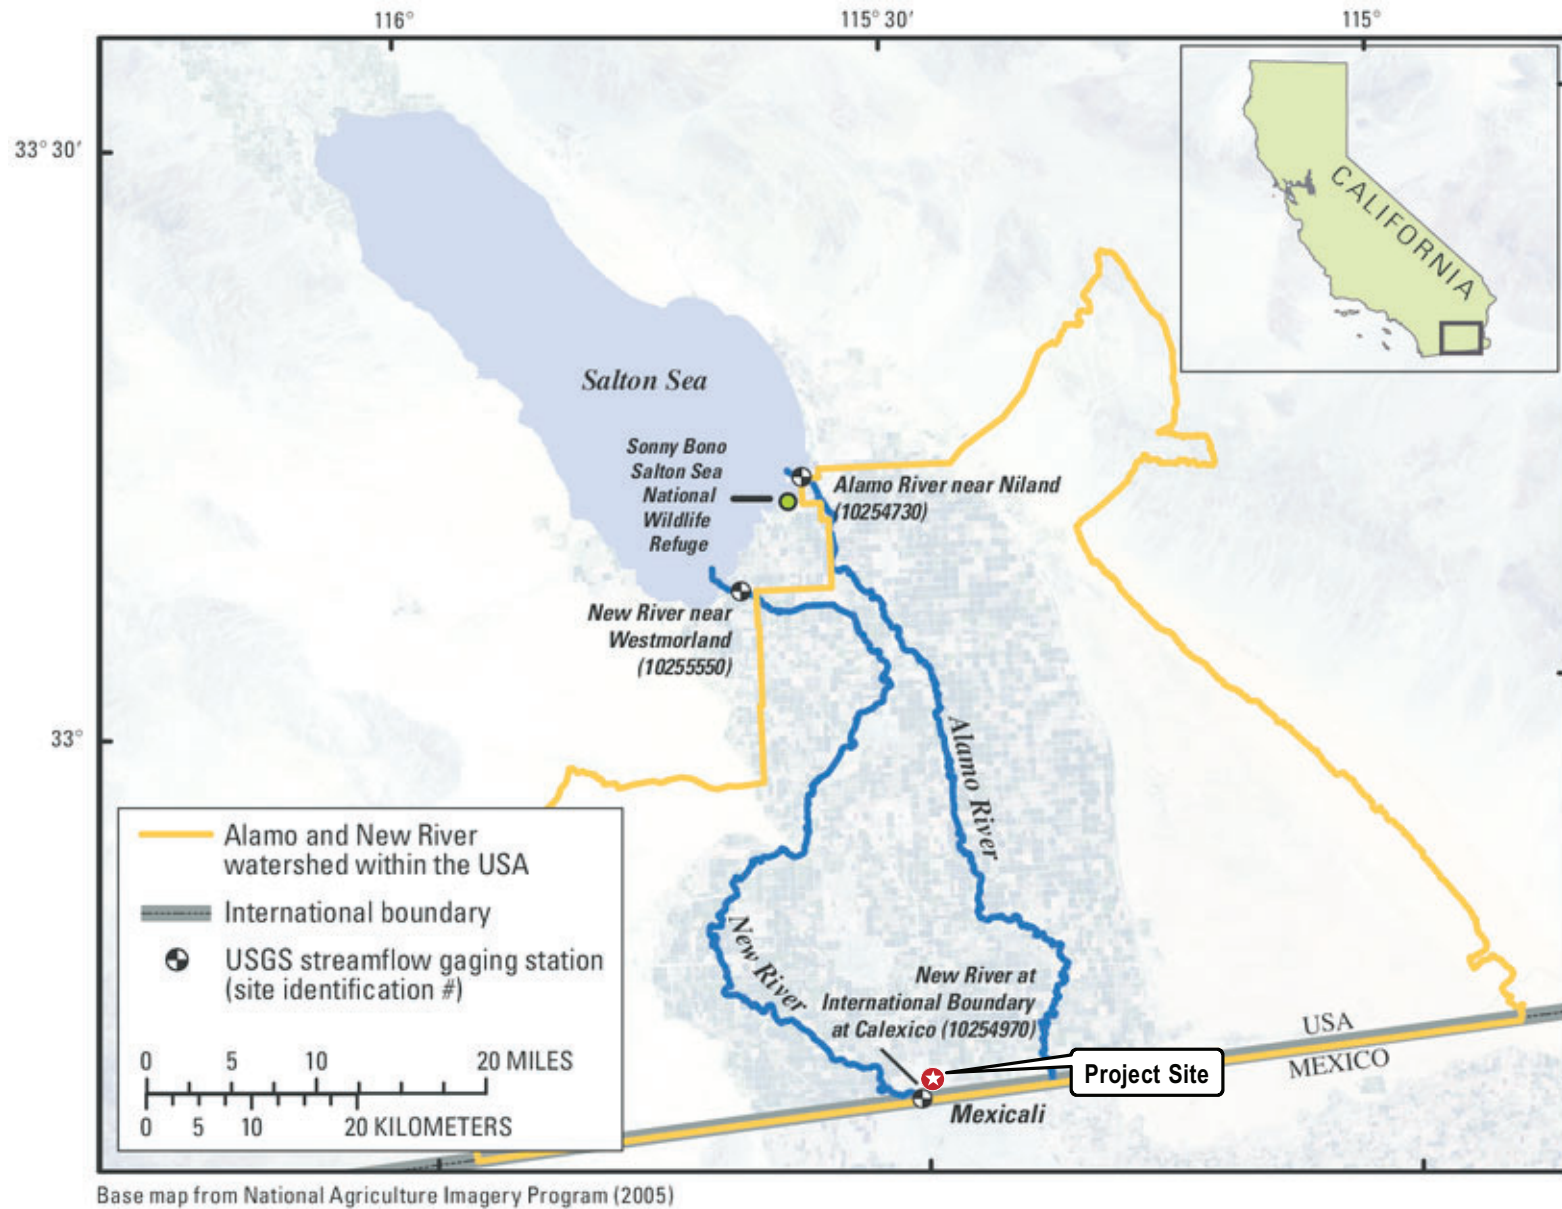 116°
115° 30′
115°
33° 30′
33°
CALIFORNIA
Salton Sea
Sonny Bono
Salton Sea
National
Wildlife
Refuge
Alamo River near Niland
(10254730)
New River near
Westmorland
(10255550)
Alamo River
New River
New River at
International Boundary
at Calexico (10254970)
USA
MEXICO
Project Site
Mexicali
Alamo and New River
watershed within the USA
International boundary
USGS streamflow gaging station
(site identification #)
0 5 10 20 MILES
0 5 10 20 KILOMETERS
Base map from National Agriculture Imagery Program (2005)